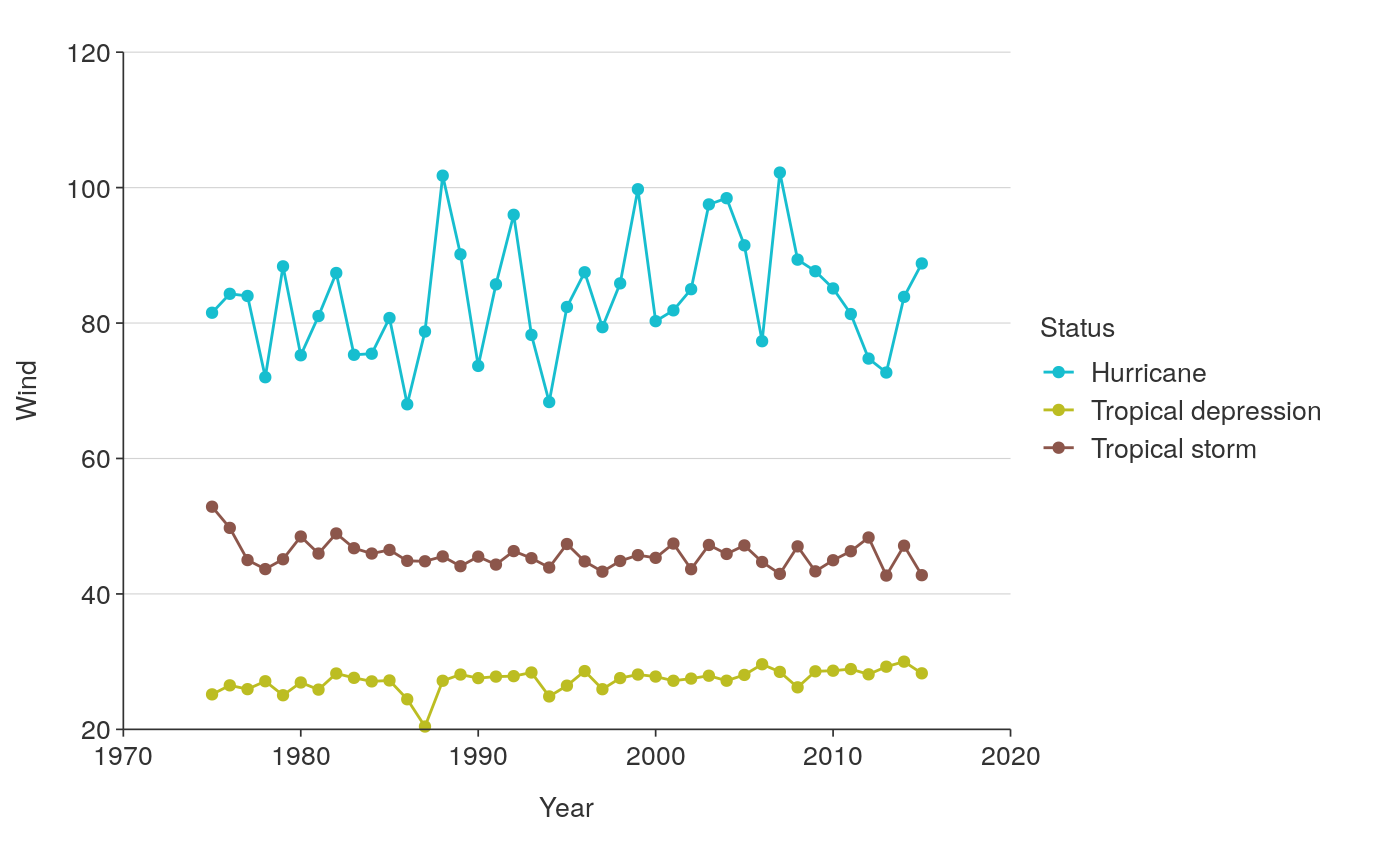 120
100
80
60
40
20
Wind
1970 1980 1990 2000 2010 2020
Year
Status
Hurricane
Tropical depression
Tropical storm